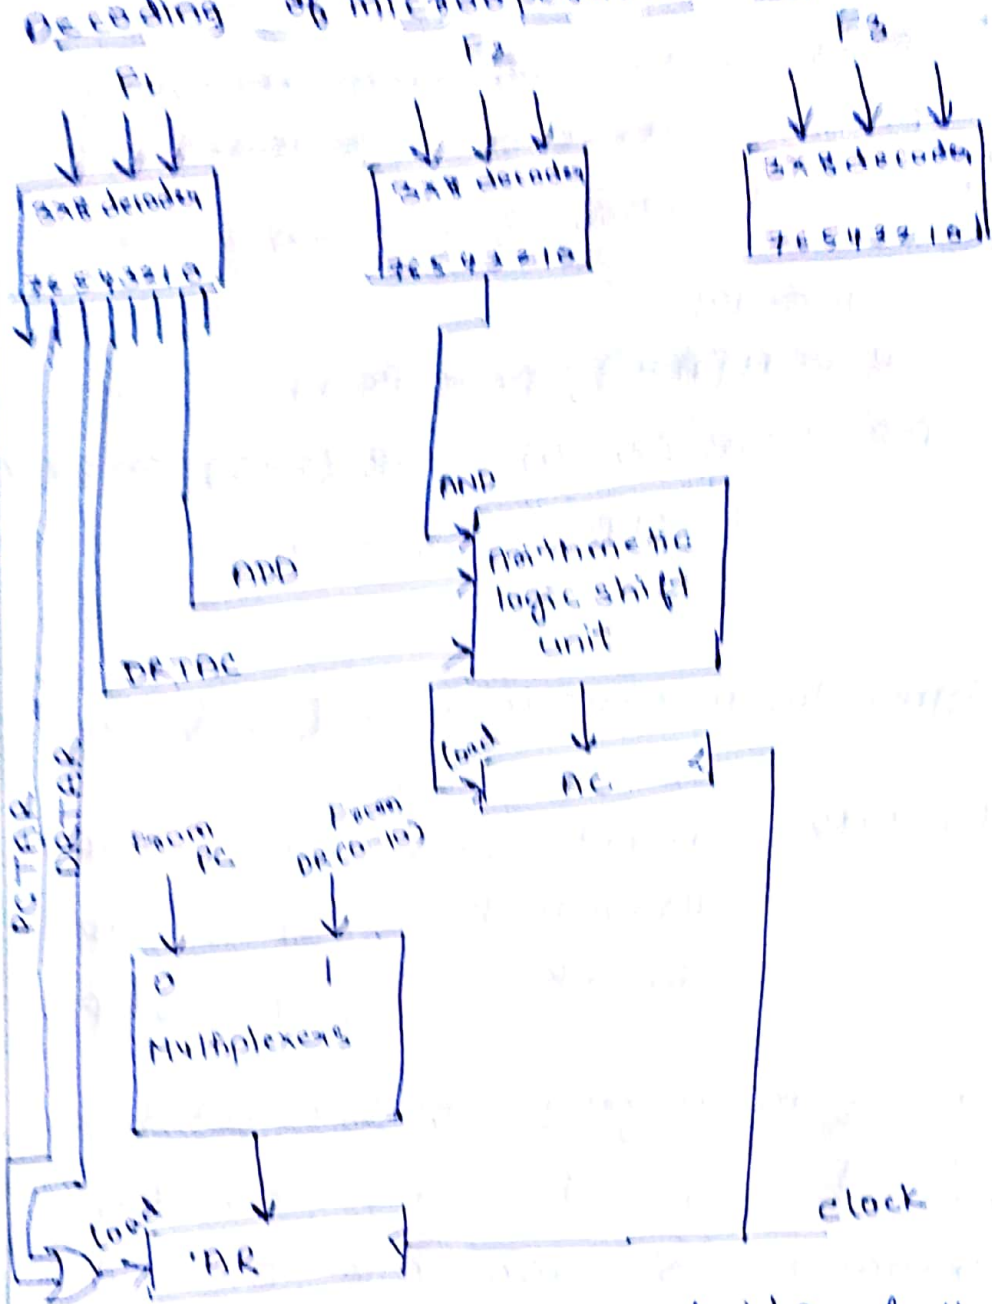 Decoding of
F1
F2
F3
3x8 decoder
3x8 decoder
3x8 decoder
7 6 5 4 3 2 1 0
7 6 5 4 3 2 1 0
7 6 5 4 3 2 1 0
AND
Arithmetic
logic shift
unit
ADD
DRTAC
load
AC
PCTAR
DRTAR
From
PC
From
DR(0-10)
0 1
Multiplexers
load
AR
clock